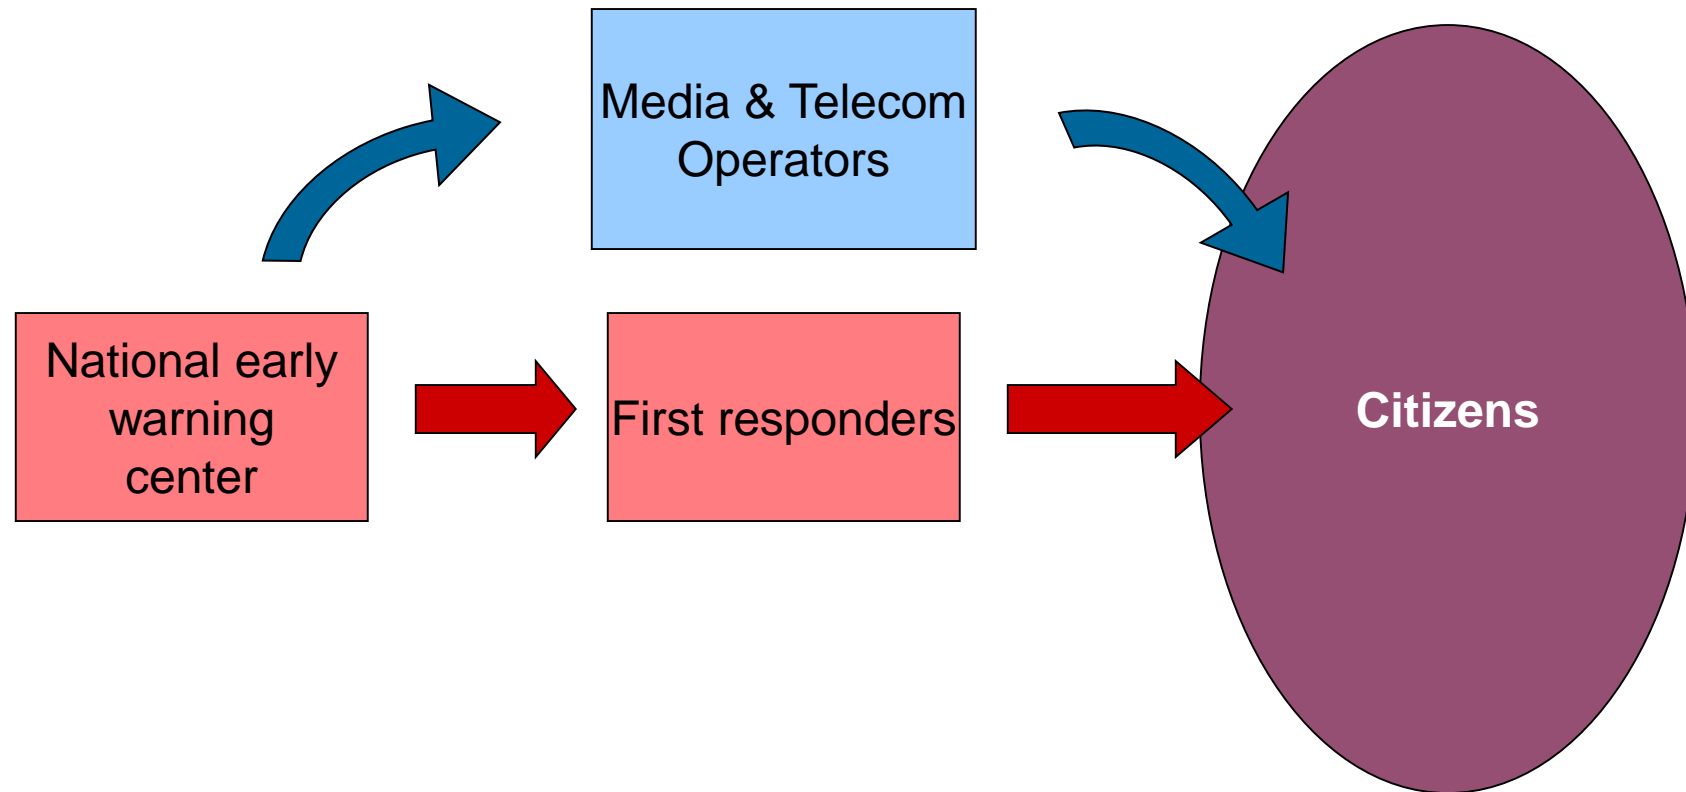 Media & Telecom
Operators
National early
warning
center
First responders
Citizens